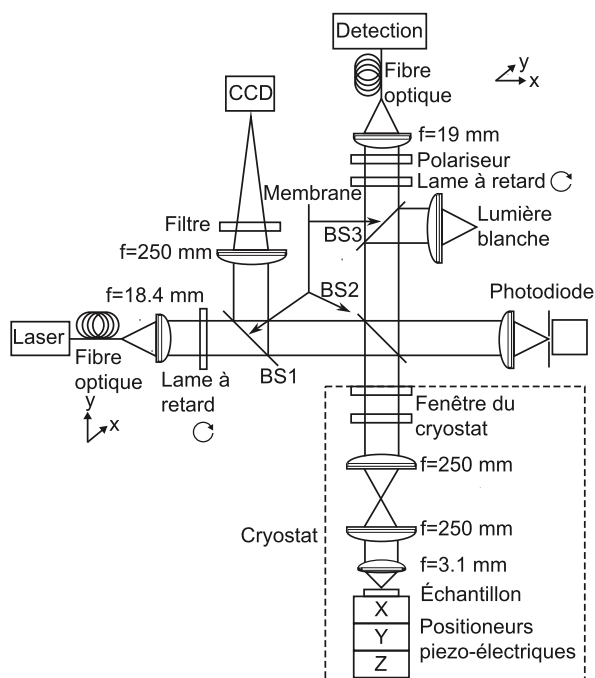 Detection
Fibre
optique
y
x
CCD
f=19 mm
Polariseur
Lame à retard
Membrane
BS3
Lumière
blanche
Filtre
f=250 mm
BS2
f=18.4 mm
Photodiode
Laser
Fibre
optique
BS1
Lame à
retard
y
x
Fenêtre du
cryostat
f=250 mm
Cryostat
f=250 mm
f=3.1 mm
Échantillon
X
Y
Z
Positioneurs
piezo-électriques